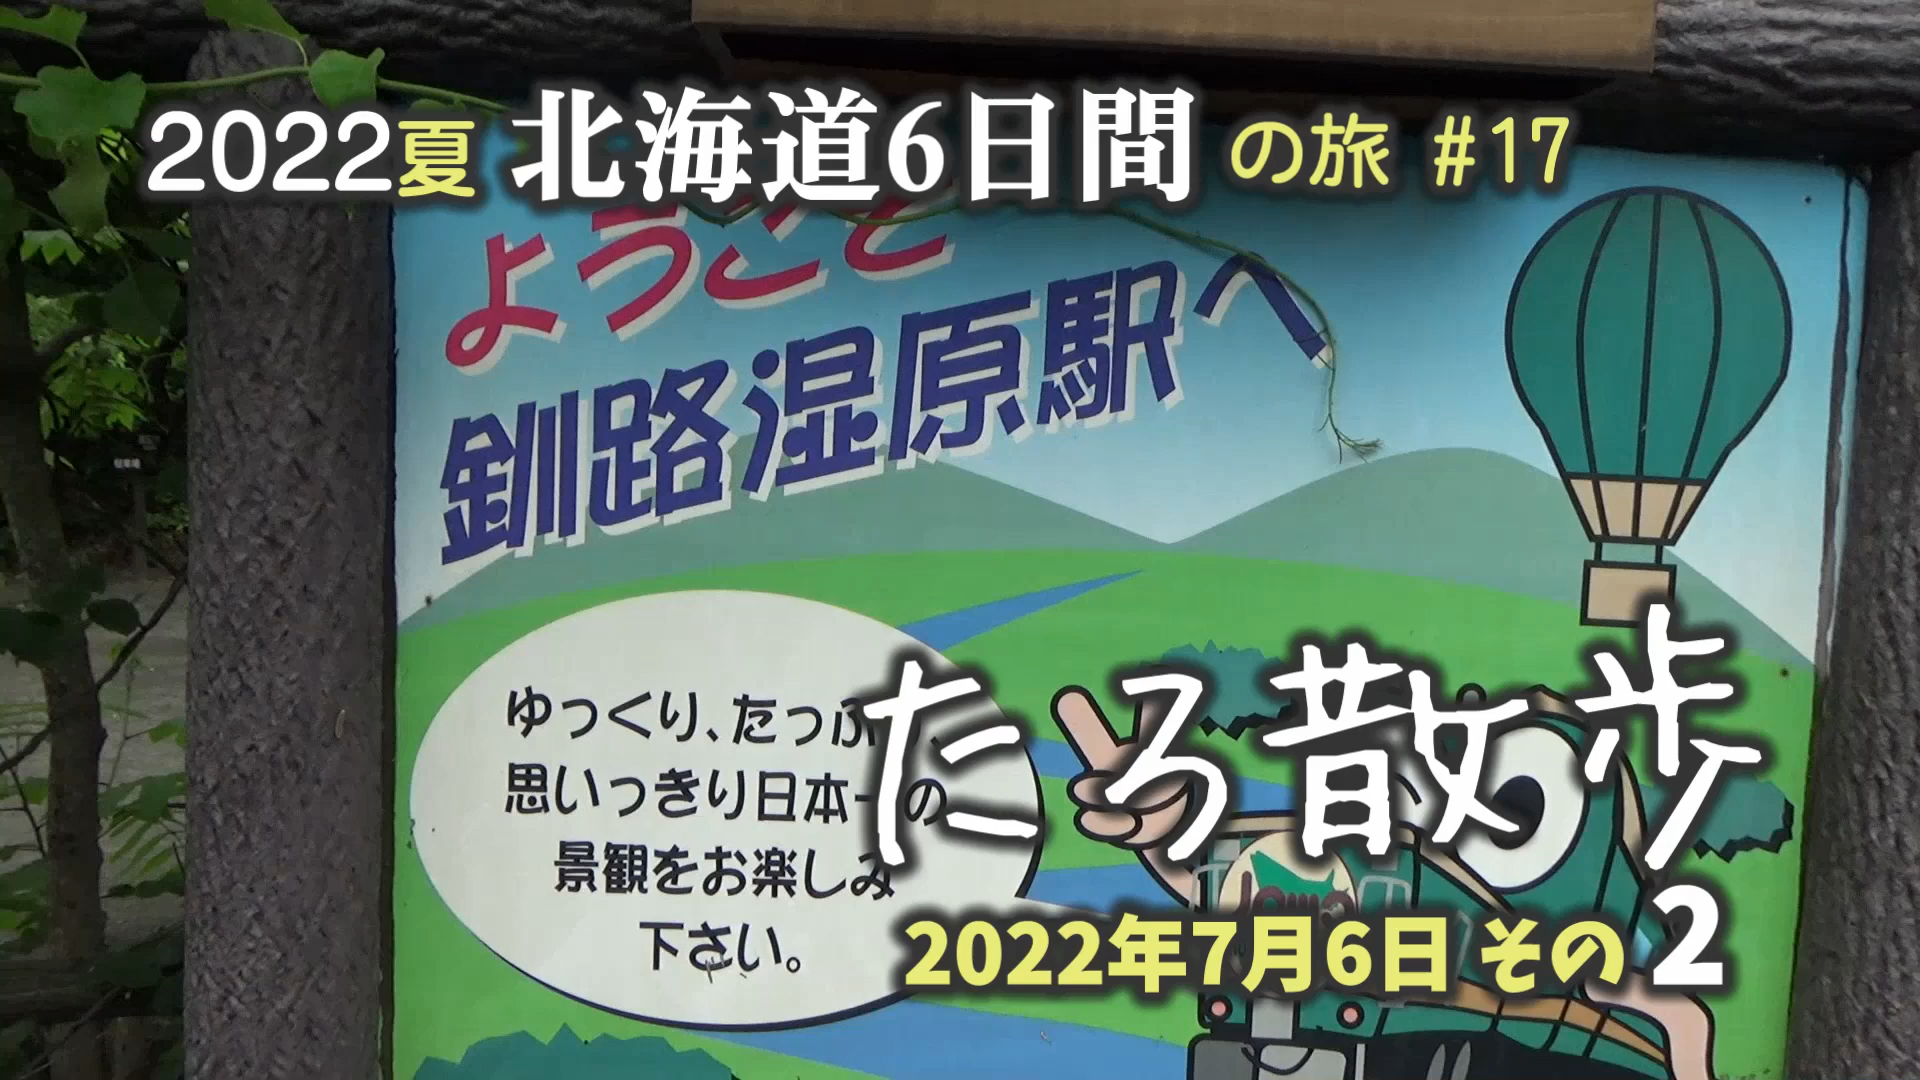 2022夏 北海道6日間 の旅 #17
ようこそ
釧路湿原駅へ
ゆっくり、たっぷ
思いっきり日本一の
景観をお楽しみ
下さい。
たろ散歩
2022年7月6日 その2